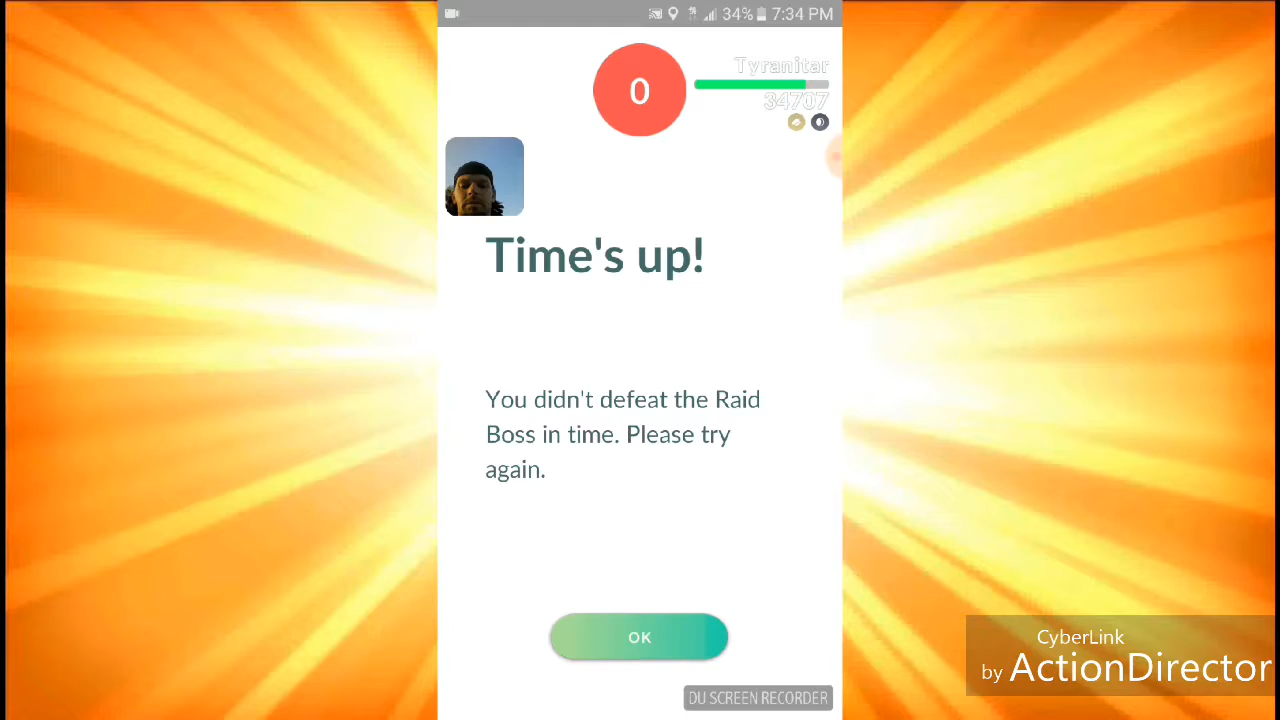 34% 7:34 PM
0
Tyranitar
34707
Time's up!
You didn't defeat the Raid
Boss in time. Please try
again.
OK
CyberLink
by ActionDirector
DU SCREEN RECORDER